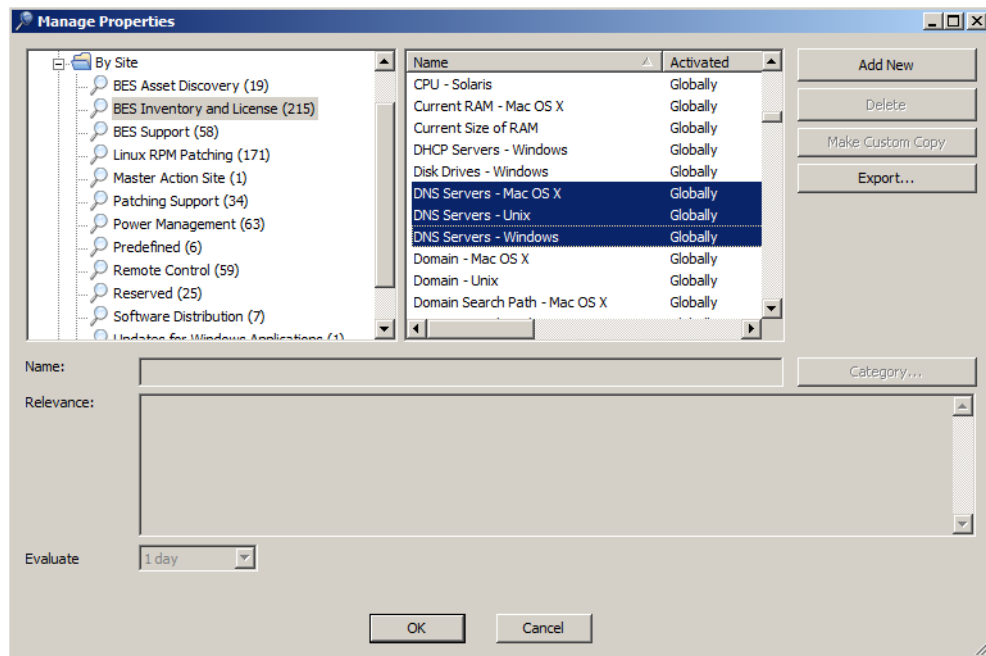 Manage Properties
By Site
BES Asset Discovery (19)
BES Inventory and License (215)
BES Support (58)
Linux RPM Patching (171)
Master Action Site (1)
Patching Support (34)
Power Management (63)
Predefined (6)
Remote Control (59)
Reserved (25)
Software Distribution (7)
Updates for Windows Applications (1)
Name Activated
CPU - Solaris Globally
Current RAM - Mac OS X Globally
Current Size of RAM Globally
DHCP Servers - Windows Globally
Disk Drives - Windows Globally
DNS Servers - Mac OS X Globally
DNS Servers - Unix Globally
DNS Servers - Windows Globally
Domain - Mac OS X Globally
Domain - Unix Globally
Domain Search Path - Mac OS X Globally
Add New
Delete
Make Custom Copy
Export...
Name:
Category...
Relevance:
Evaluate 1 day
OK Cancel